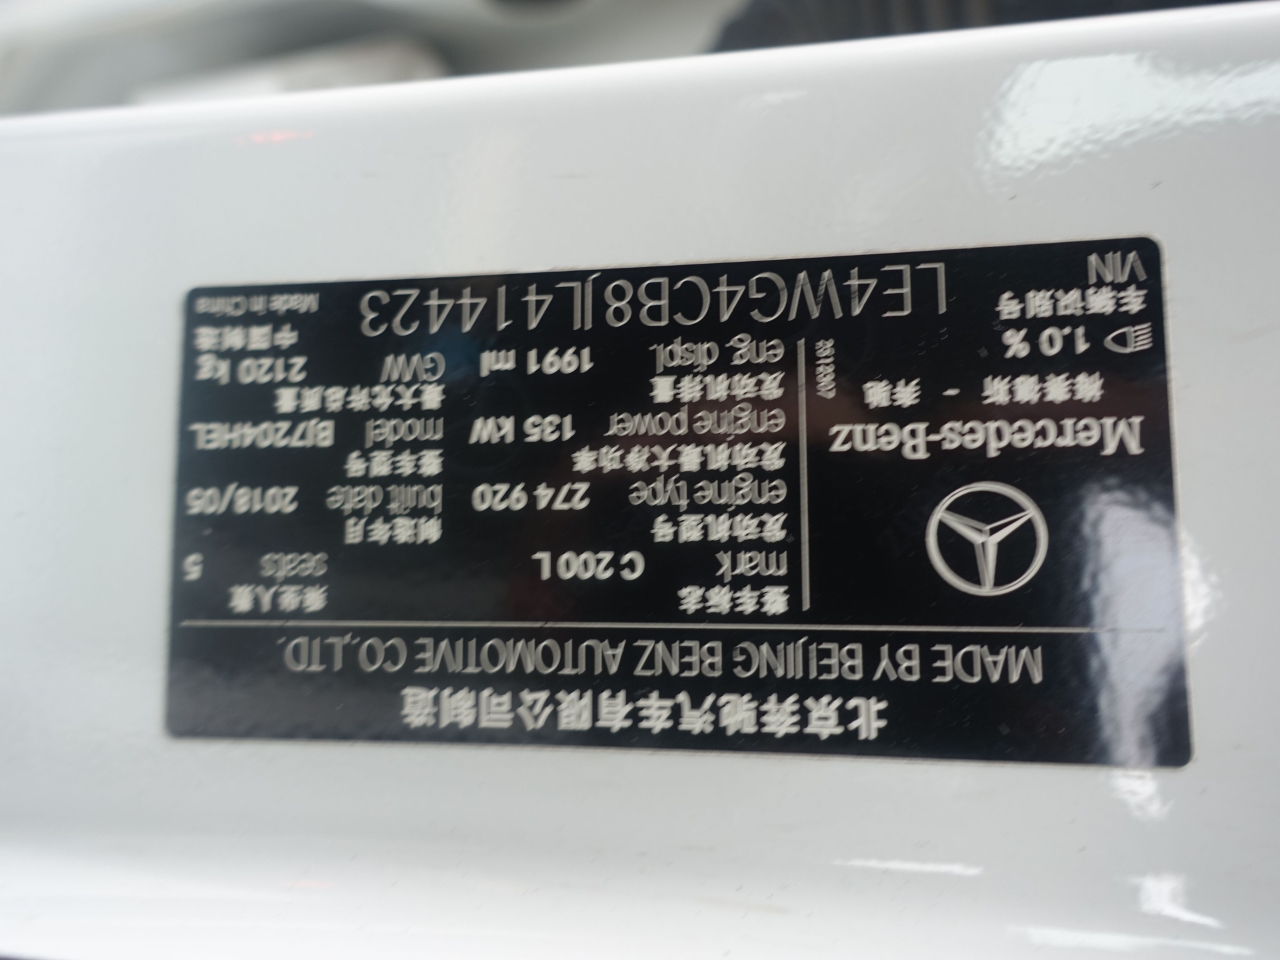 北京奔驰汽车有限公司制造
MADE BY BEIJING BENZ AUTOMOTIVE CO.,LTD.
Mercedes-Benz
梅赛德斯 - 奔驰
1.0 %
2512307
整车标志
mark C 200 L
乘坐人数
seats 5
发动机型号
engine type 274 920
制造年月
built date 2018/05
发动机最大净功率
engine power 135 kW
整车型号
model BJ7204HEL
发动机排量
eng. displ. 1991 ml
最大允许总质量
GVW 2120 kg
车辆识别号
VIN LE4WG4CB8JL414423
中国制造
Made in China